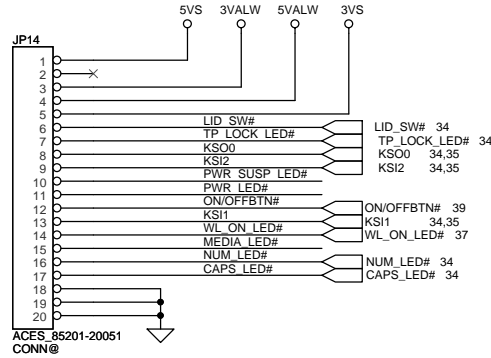 5VS 3VALW 5VALW 3VS
JP14
1
2
3
4
5
6 LID_SW# LID_SW# 34
7 TP_LOCK_LED# TP_LOCK_LED# 34
8 KSO0 KSO0 34,35
9 KSI2 KSI2 34,35
10 PWR_SUSP_LED#
11 PWR_LED#
12 ON/OFFBTN# ON/OFFBTN# 39
13 KSI1 KSI1 34,35
14 WL_ON_LED# WL_ON_LED# 37
15 MEDIA_LED#
16 NUM_LED# NUM_LED# 34
17 CAPS_LED# CAPS_LED# 34
18
19
20
ACES_85201-20051
CONN@